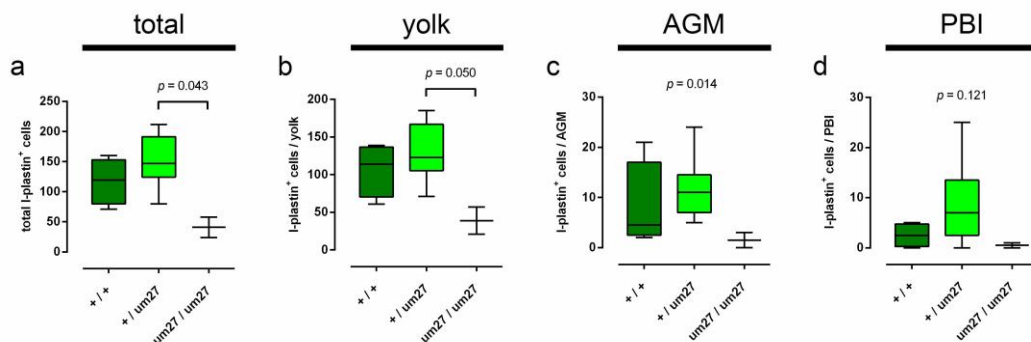 total
yolk
AGM
PBI
a
p = 0.043
total l-plastin+ cells
250
200
150
100
50
0
+ / +
+ / um27
um27 / um27
b
p = 0.050
l-plastin+ cells / yolk
200
150
100
50
0
+ / +
+ / um27
um27 / um27
c
p = 0.014
l-plastin+ cells / AGM
30
20
10
0
+ / +
+ / um27
um27 / um27
d
p = 0.121
l-plastin+ cells / PBI
30
20
10
0
+ / +
+ / um27
um27 / um27